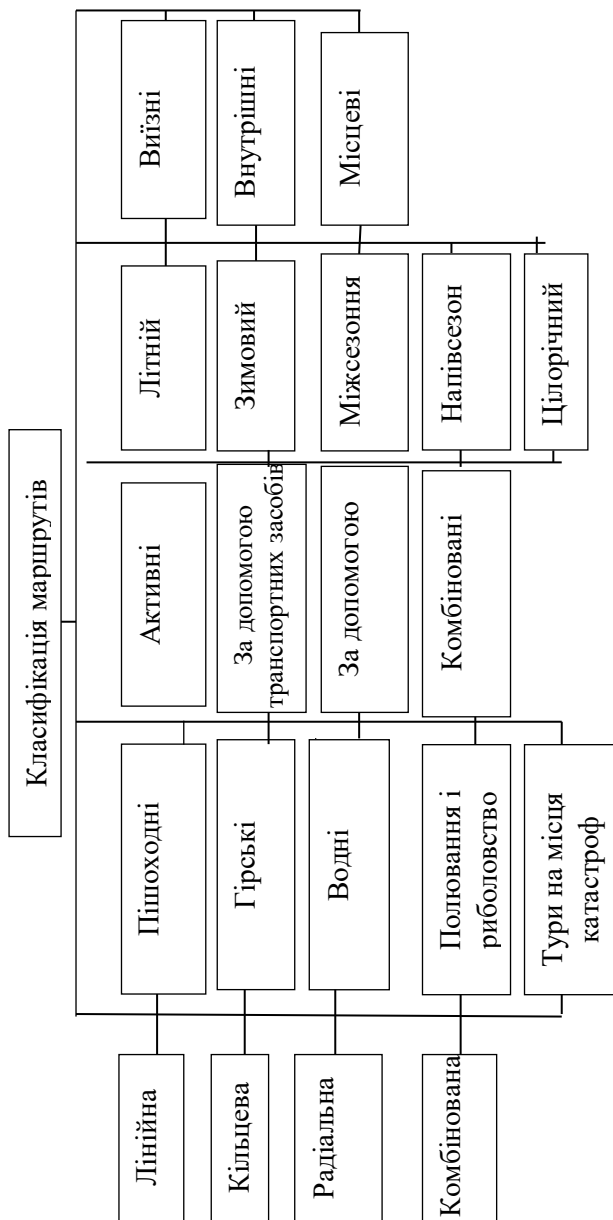 Класифікація маршрутів
Лінійна
Кільцева
Радіальна
Комбінована
Пішоходні
Гірські
Водні
Полювання і
риболовство
Тури на місця
катастроф
Активні
За допомогою
транспортних засобів
За допомогою
Комбіновані
Літній
Зимовий
Міжсезоння
Напівсезон
Цілорічний
Виїзні
Внутрішні
Місцеві